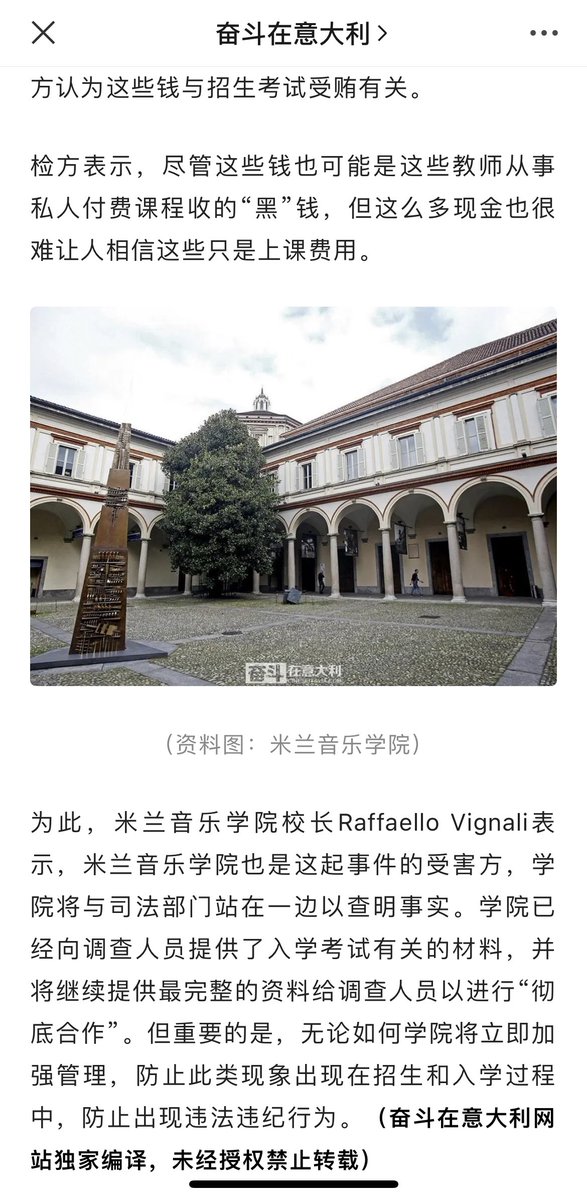 奋斗在意大利
方认为这些钱与招生考试受贿有关。
检方表示，尽管这些钱也可能是这些教师从事
私人付费课程收的“黑”钱，但这么多现金也很
难让人相信这些只是上课费用。
奋斗在意大利
（资料图：米兰音乐学院）
为此，米兰音乐学院校长Raffaello Vignali表
示，米兰音乐学院也是这起事件的受害方，学
院将与司法部门站在一边以查明事实。学院已
经向调查人员提供了入学考试有关的材料，并
将继续提供最完整的资料给调查人员以进行“彻
底合作”。但重要的是，无论如何学院将立即加
强管理，防止此类现象出现在招生和入学过程
中，防止出现违法违纪行为。（奋斗在意大利网
站独家编译，未经授权禁止转载）